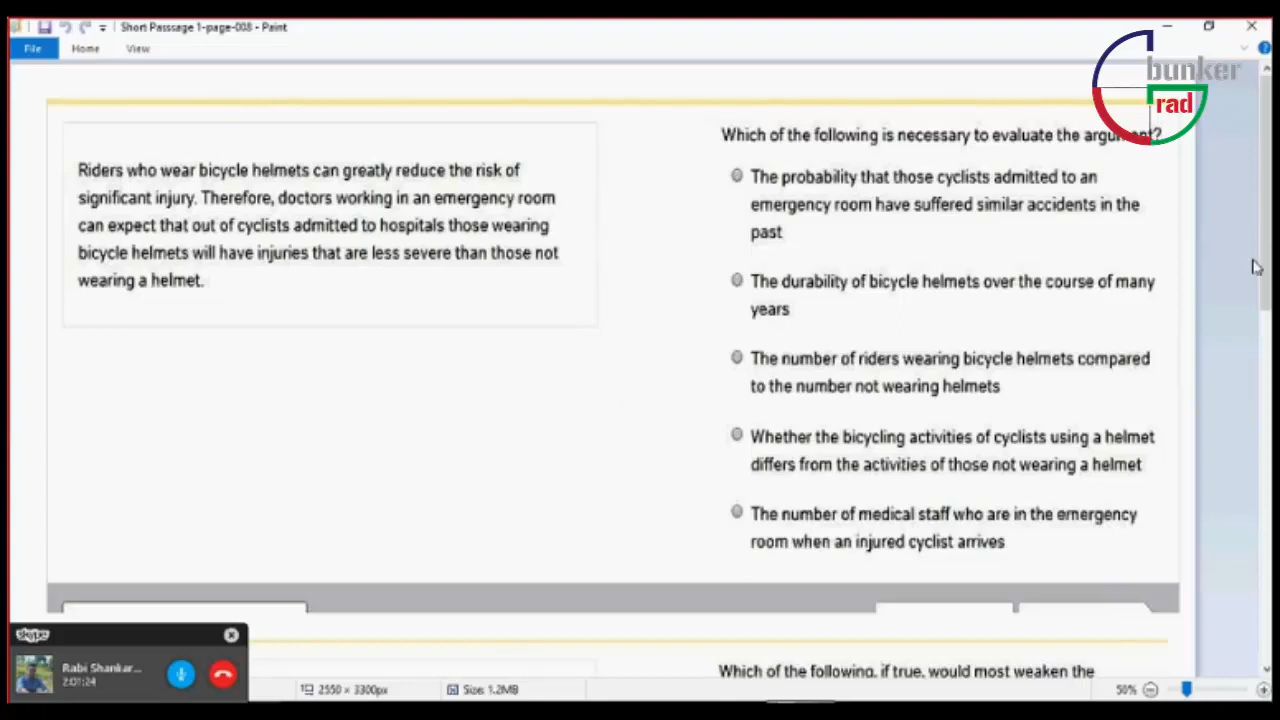 Short Passsage 1-page-008 - Paint
File Home View
bunker
rad
Riders who wear bicycle helmets can greatly reduce the risk of
significant injury. Therefore, doctors working in an emergency room
can expect that out of cyclists admitted to hospitals those wearing
bicycle helmets will have injuries that are less severe than those not
wearing a helmet.
Which of the following is necessary to evaluate the argument?
The probability that those cyclists admitted to an
emergency room have suffered similar accidents in the
past
The durability of bicycle helmets over the course of many
years
The number of riders wearing bicycle helmets compared
to the number not wearing helmets
Whether the bicycling activities of cyclists using a helmet
differs from the activities of those not wearing a helmet
The number of medical staff who are in the emergency
room when an injured cyclist arrives
Which of the following, if true, would most weaken the
skype
Rabi Shankar...
2:01:24
2550 × 3300px Size: 1.2MB 50%